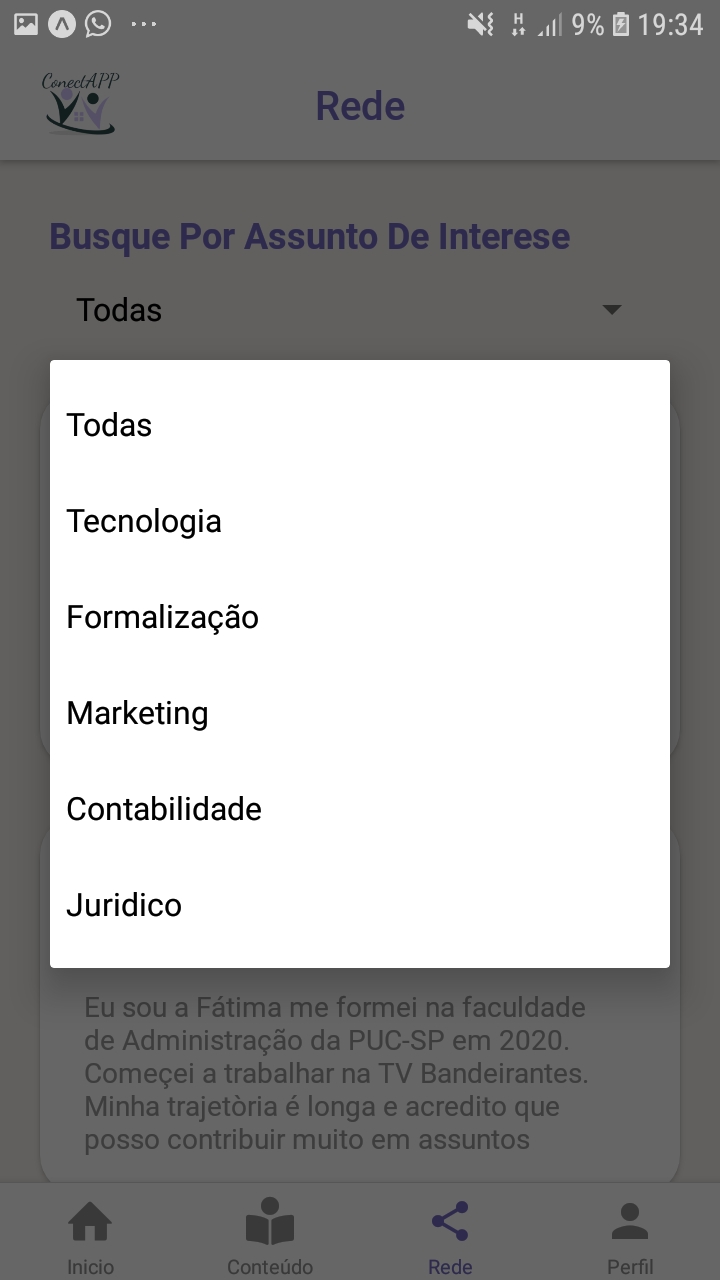 9% 19:34
ConectAPP
Rede
Busque Por Assunto De Interese
Todas
Todas
Tecnologia
Formalização
Marketing
Contabilidade
Juridico
Eu sou a Fátima me formei na faculdade
de Administração da PUC-SP em 2020.
Começei a trabalhar na TV Bandeirantes.
Minha trajetòria é longa e acredito que
posso contribuir muito em assuntos
Inicio Conteúdo Rede Perfil